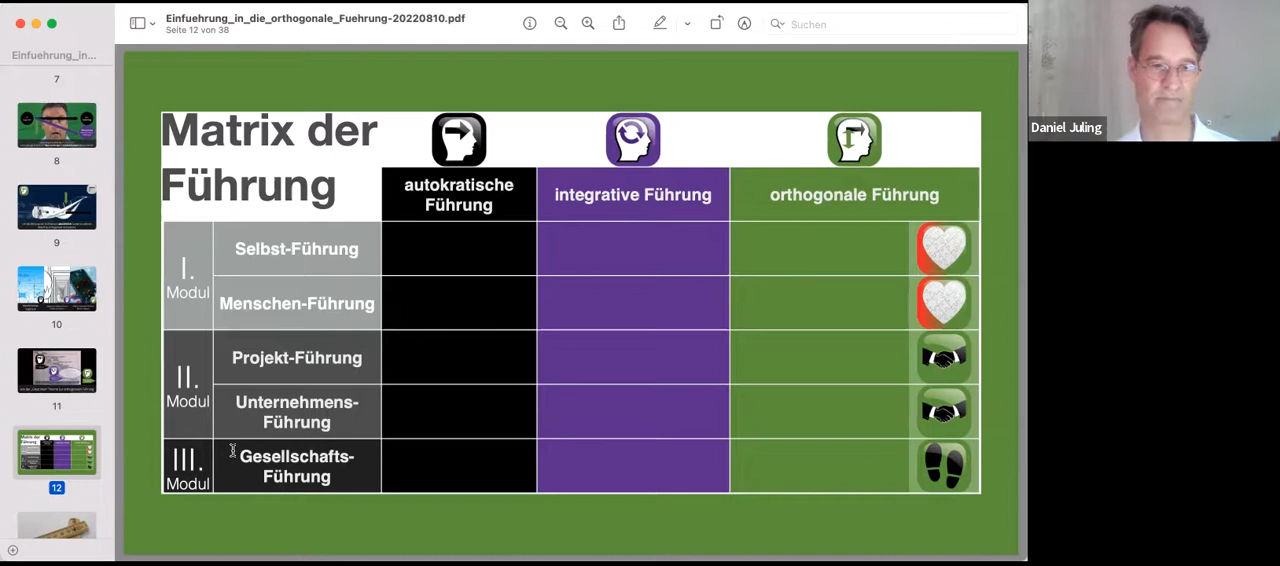 Einfuehrung_in_die_orthogonale_Fuehrung-20220810.pdf
Seite 12 von 38
Suchen
Einfuehrung_in...
7
8
9
10
11
12
Matrix der
Führung
autokratische
Führung
integrative Führung
orthogonale Führung
I.
Modul
Selbst-Führung
Menschen-Führung
II.
Modul
Projekt-Führung
Unternehmens-
Führung
III.
Modul
Gesellschafts-
Führung
Daniel Juling